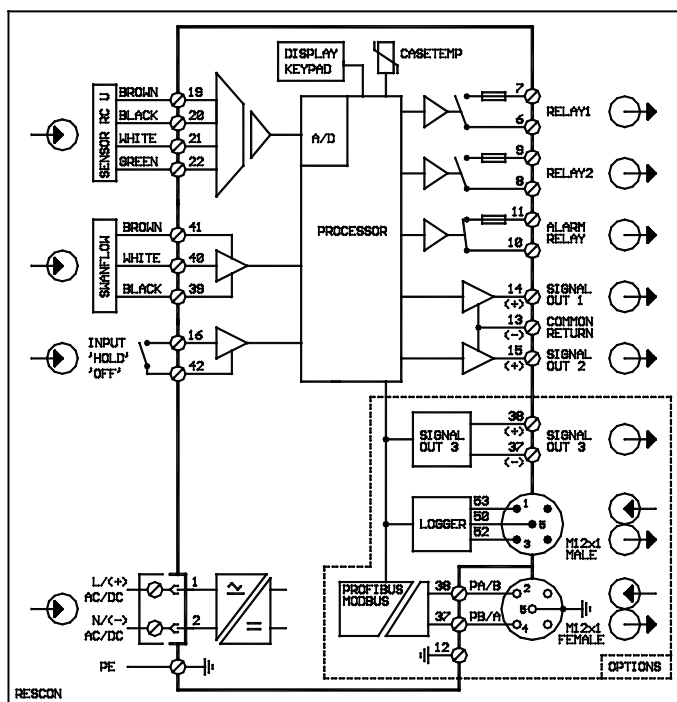 DISPLAY
KEYPAD
CASETEMP
SENSOR RC U
BROWN 19
BLACK 20
WHITE 21
GREEN 22
A/D
PROCESSOR
7
6
RELAY1
9
8
RELAY2
11
10
ALARM
RELAY
SWANFLOW
BROWN 41
WHITE 40
BLACK 39
14
(+)
SIGNAL
OUT 1
13
(-)
COMMON
RETURN
15
(+)
SIGNAL
OUT 2
INPUT
'HOLD'
'OFF'
16
42
SIGNAL
OUT 3
38
(+)
37
(-)
SIGNAL
OUT 3
LOGGER
53
50
52
1
5
3
M12x1
MALE
L/(+)
AC/DC
1
N/(-)
AC/DC
2
PE
PROFIBUS
MODBUS
38 PA/B
37 PB/A
12
2
5
4
M12x1
FEMALE
OPTIONS
RESCON